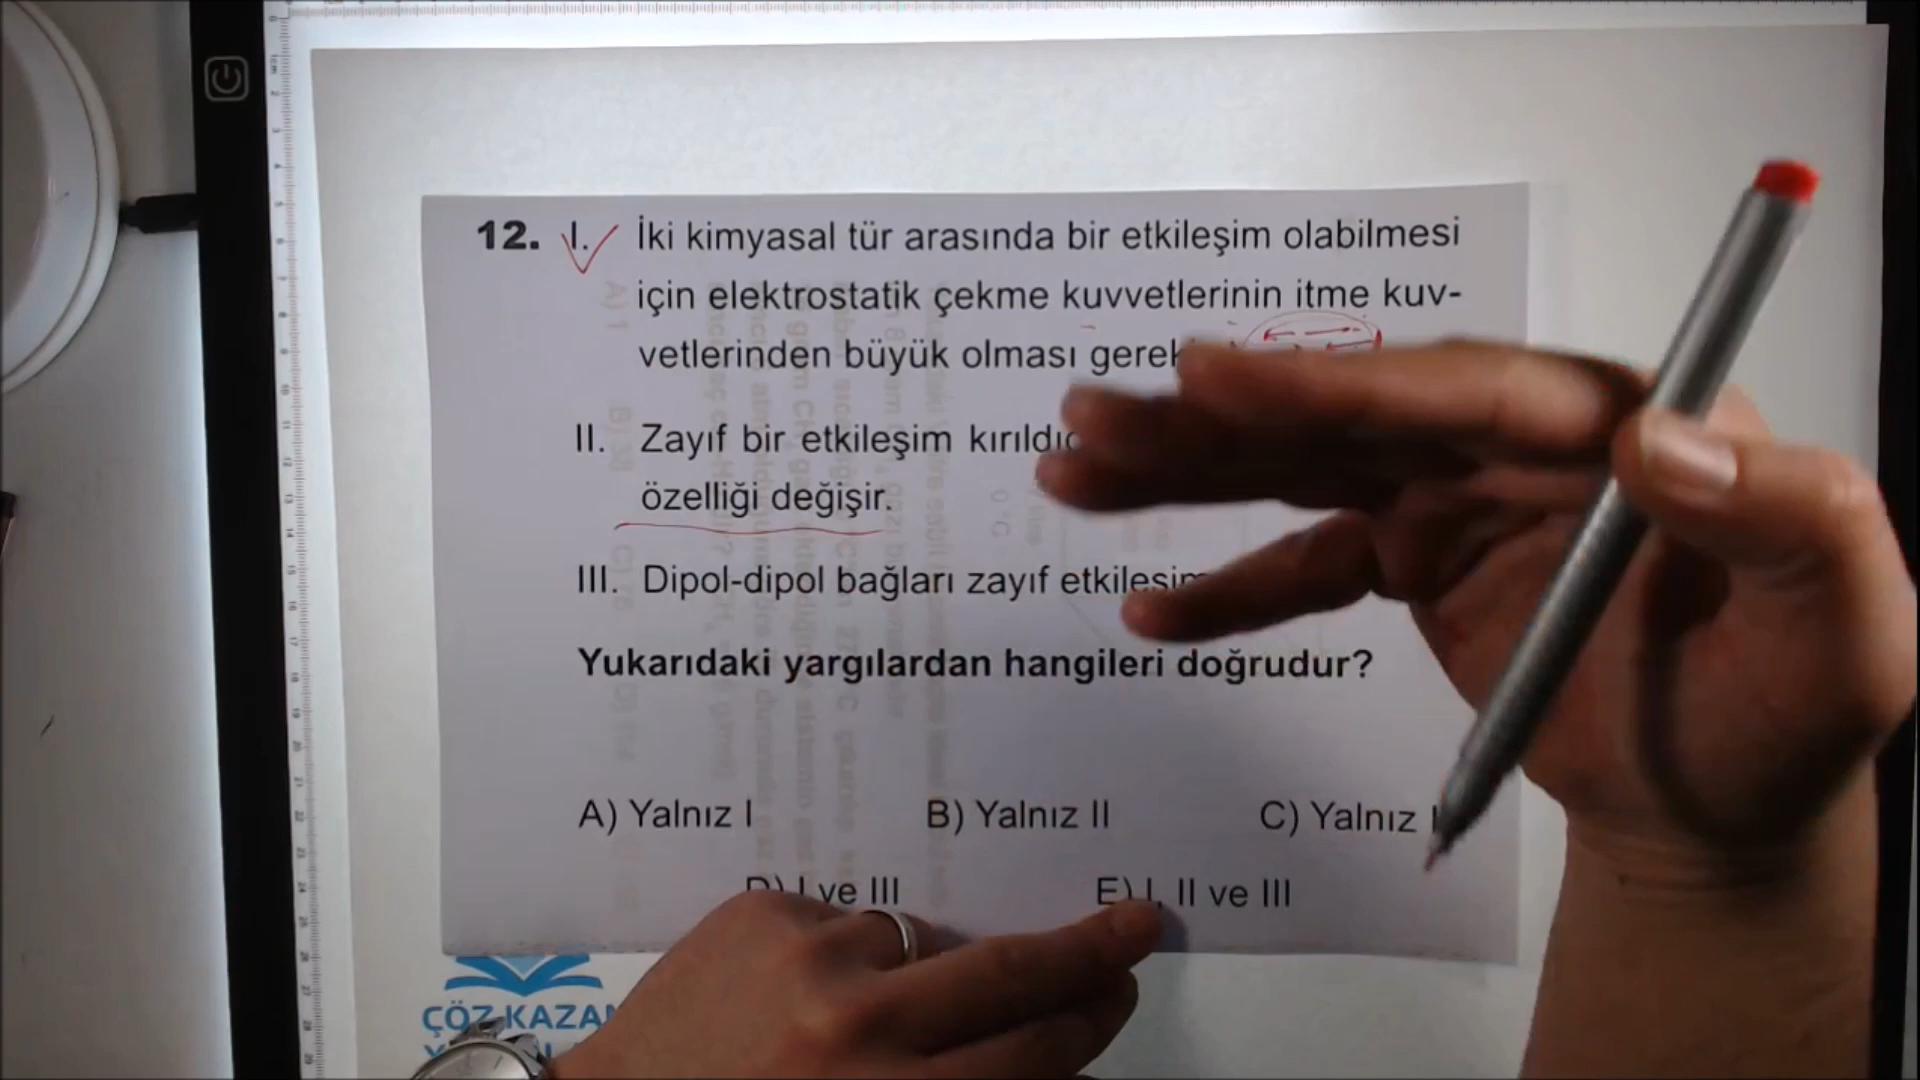 12. I. İki kimyasal tür arasında bir etkileşim olabilmesi
için elektrostatik çekme kuvvetlerinin itme kuv-
vetlerinden büyük olması
II. Zayıf bir etkileşim
özelliği değişir.
III. Dipol-dipol bağları zayıf
Yukarıdaki yargılardan hangileri doğrudur?
A) Yalnız I B) Yalnız II C) Yalnız
D) I ve III E) I, II ve III
ÇÖZ KAZAN